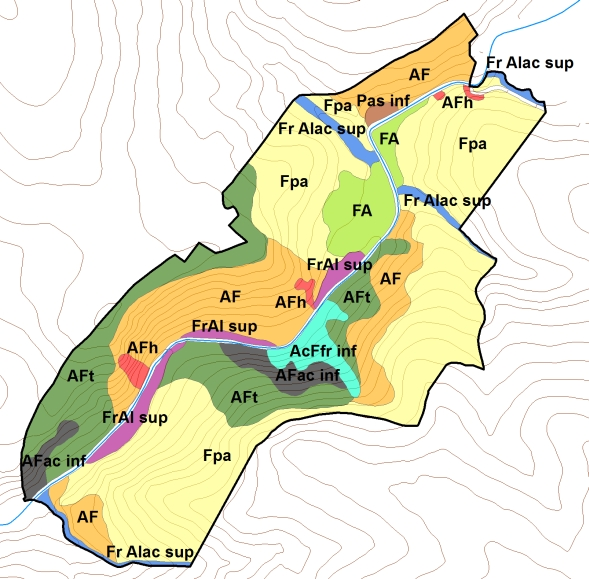 Fr Alac sup
AF
Pas inf
Fpa
AFh
Fr Alac sup
FA
Fpa
Fpa
Fr Alac sup
FA
FrAl sup
AF
AFt
AF
AFh
FrAl sup
AFh
AcFfr inf
AFt
AFac inf
AFt
FrAl sup
Fpa
AFac inf
AF
Fr Alac sup